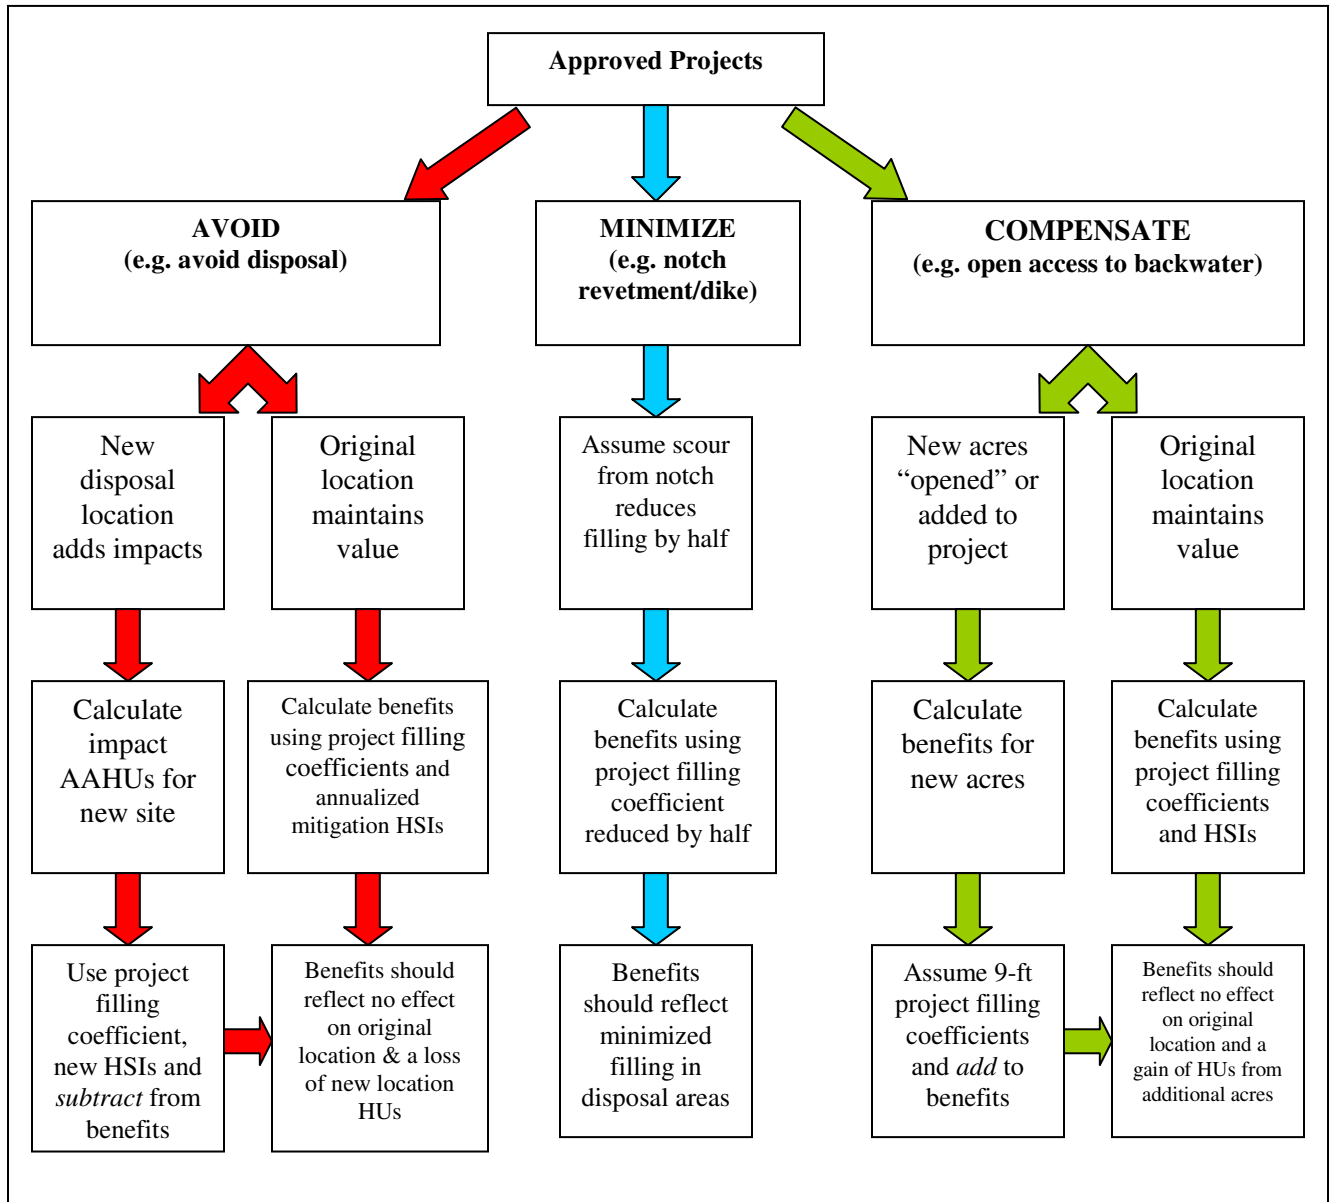 Approved Projects
AVOID
(e.g. avoid disposal)
MINIMIZE
(e.g. notch
revetment/dike)
COMPENSATE
(e.g. open access to backwater)
New
disposal
location
adds impacts
Original
location
maintains
value
Assume scour
from notch
reduces
filling by half
New acres
“opened” or
added to
project
Original
location
maintains
value
Calculate
impact
AAHUs for
new site
Calculate benefits
using project filling
coefficients and
annualized
mitigation HSIs
Calculate
benefits using
project filling
coefficient
reduced by half
Calculate
benefits for
new acres
Calculate
benefits using
project filling
coefficients
and HSIs
Use project
filling
coefficient,
new HSIs and
subtract from
benefits
Benefits should
reflect no effect
on original
location & a loss
of new location
HUs
Benefits
should reflect
minimized
filling in
disposal areas
Assume 9-ft
project filling
coefficients
and add to
benefits
Benefits should
reflect no effect
on original
location and a
gain of HUs from
additional acres